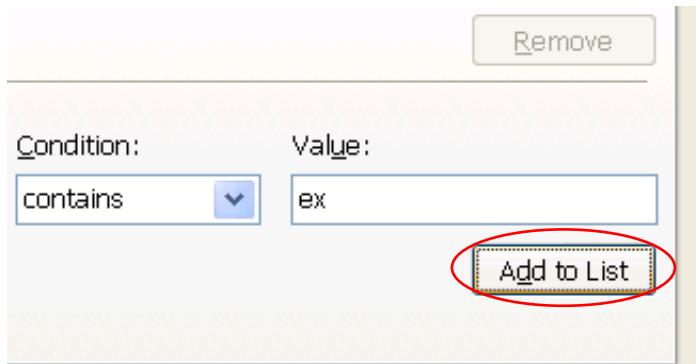 Remove
Condition: Value:
contains ex
Add to List